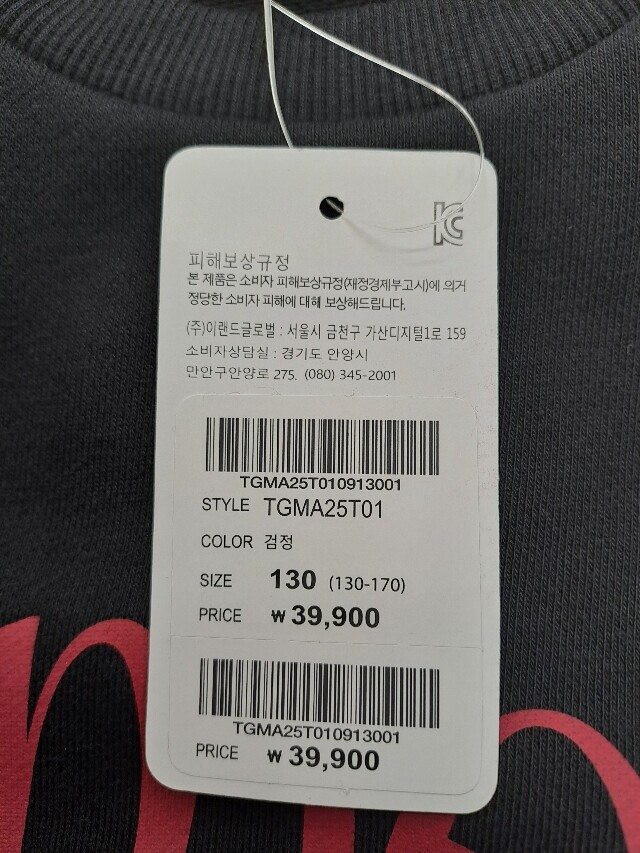 KC
피해보상규정
본 제품은 소비자 피해보상규정(재정경제부고시)에 의거
정당한 소비자 피해에 대해 보상해드립니다.
(주)이랜드글로벌 : 서울시 금천구 가산디지털1로 159
소비자상담실 : 경기도 안양시
만안구안양로 275, (080) 345-2001
TGMA25T010913001
STYLE TGMA25T01
COLOR 검정
SIZE 130 (130-170)
PRICE ₩39,900
TGMA25T010913001
PRICE ₩39,900